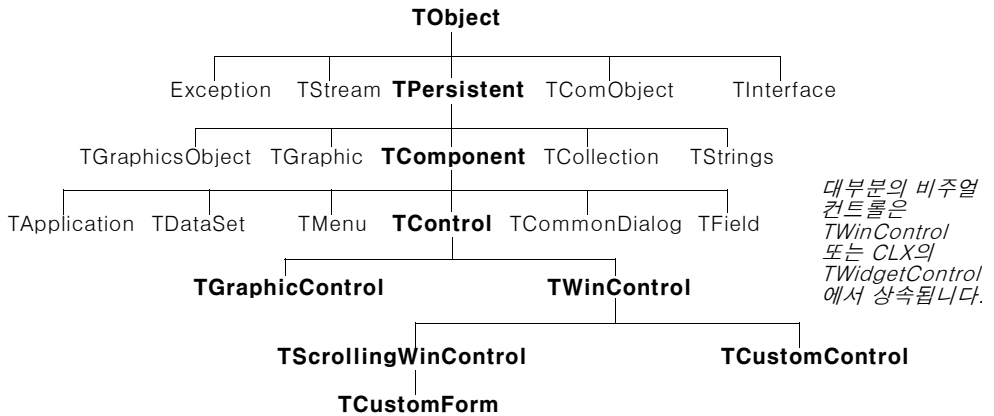 TObject
Exception TStream TPersistent TComObject TInterface
TGraphicsObject TGraphic TComponent TCollection TStrings
TApplication TDataSet TMenu TControl TCommonDialog TField
대부분의 비주얼
컨트롤은
TWinControl
또는 CLX의
TWidgetControl
에서 상속됩니다.
TGraphicControl TWinControl
TScrollingWinControl TCustomControl
TCustomForm